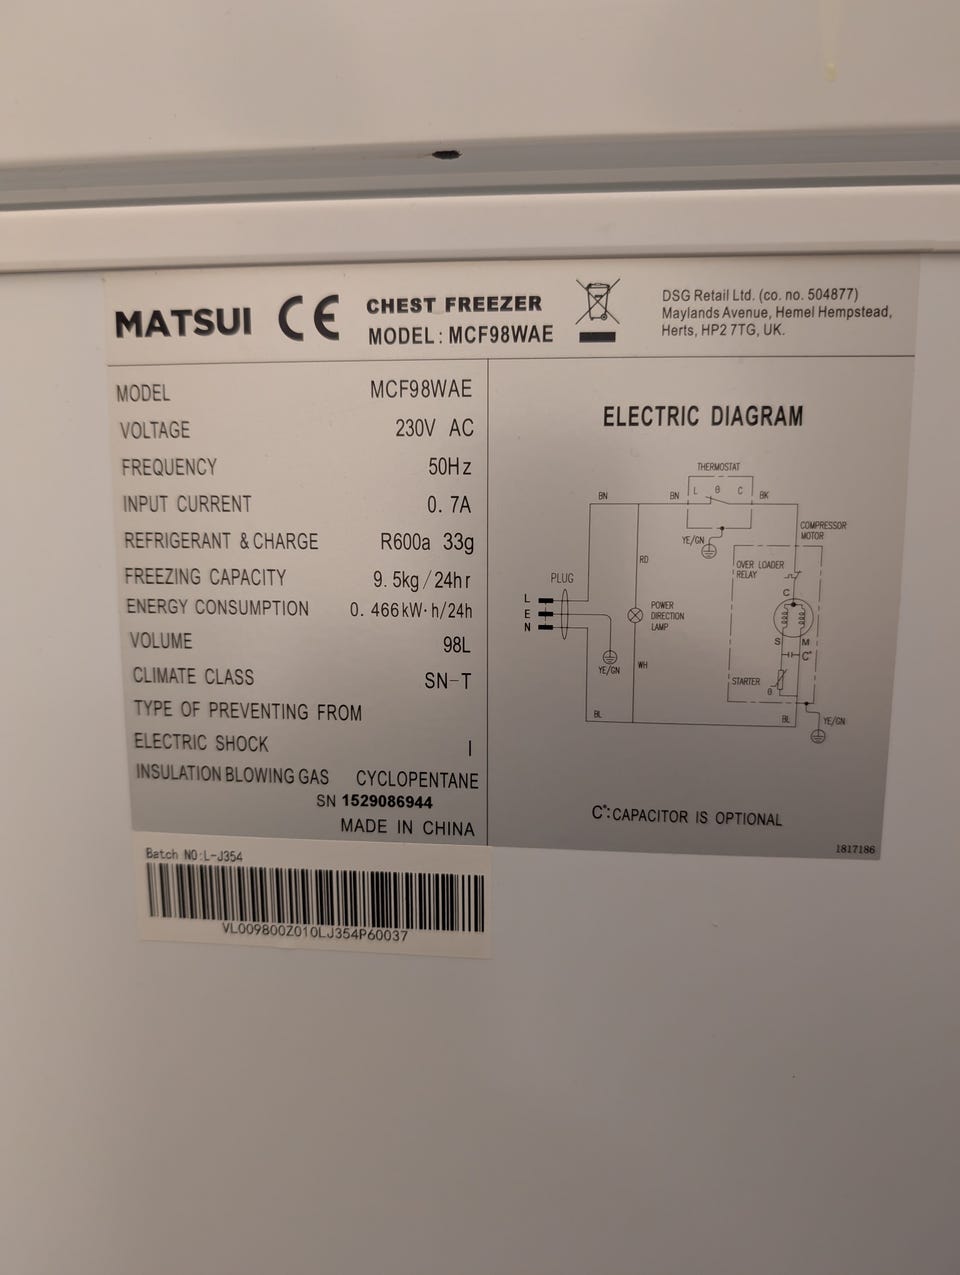 MATSUI CE CHEST FREEZER
MODEL: MCF98WAE
DSG Retail Ltd. (co. no. 504877)
Maylands Avenue, Hemel Hempstead,
Herts, HP2 7TG, UK.
MODEL MCF98WAE
VOLTAGE 230V AC
FREQUENCY 50Hz
INPUT CURRENT 0.7A
REFRIGERANT & CHARGE R600a 33g
FREEZING CAPACITY 9.5kg/24hr
ENERGY CONSUMPTION 0.466kW·h/24h
VOLUME 98L
CLIMATE CLASS SN-T
TYPE OF PREVENTING FROM
ELECTRIC SHOCK I
INSULATION BLOWING GAS CYCLOPENTANE
SN 1529086944
MADE IN CHINA
ELECTRIC DIAGRAM
THERMOSTAT
BN BN L θ C BK
COMPRESSOR
MOTOR
YE/GN
RD
OVER LOADER
RELAY
PLUG
C
L
E
N
POWER
DIRECTION
LAMP
S M
C*
YE/GN
WH
STARTER
θ
BL BL YE/GN
C*:CAPACITOR IS OPTIONAL
1817186
Batch NO:L-J354
VL009800Z010LJ354P60037